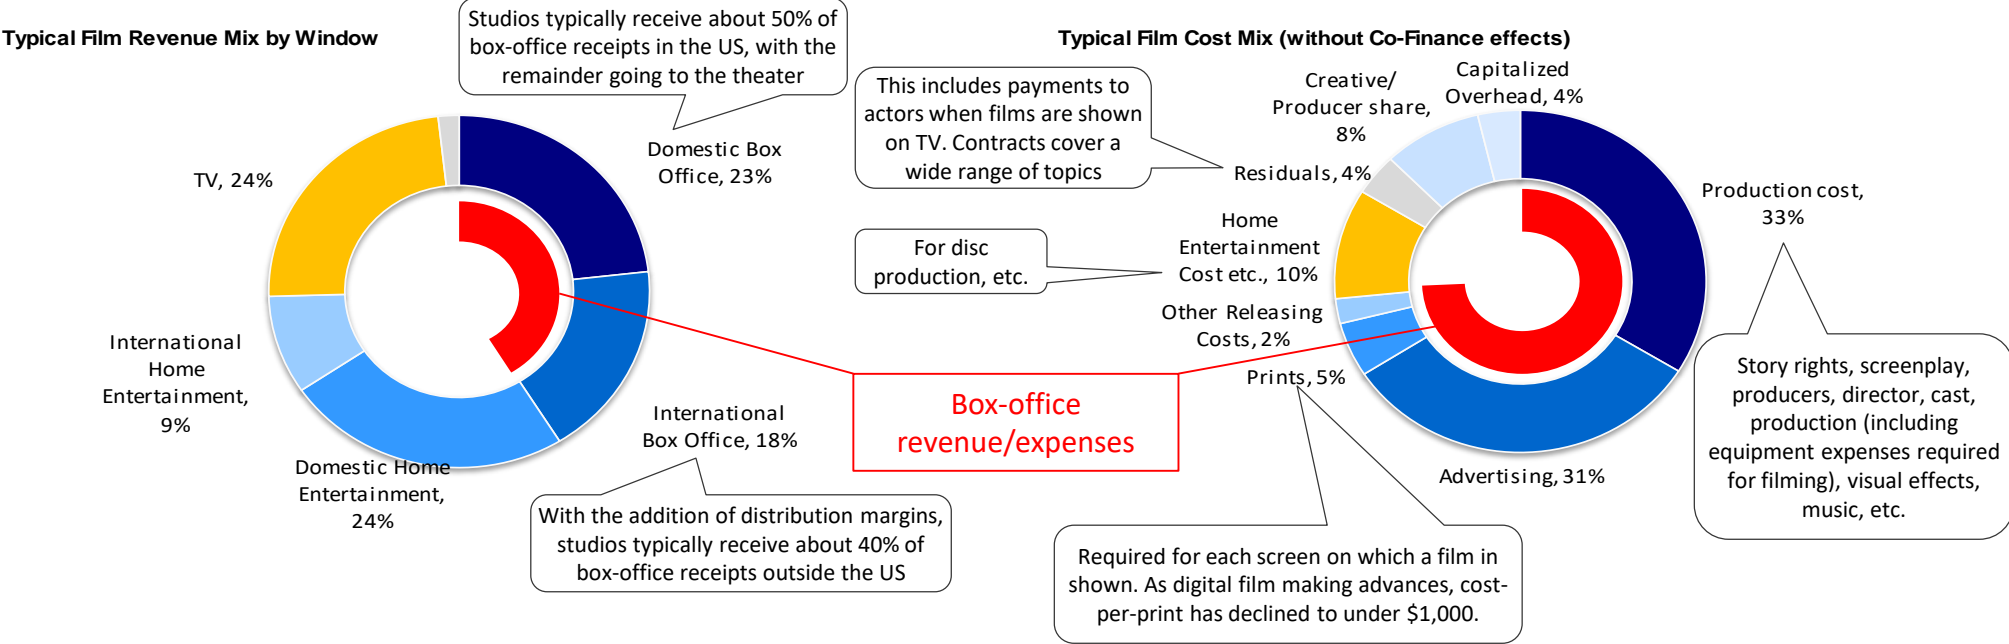 Typical Film Revenue Mix by Window
Studios typically receive about 50% of
box-office receipts in the US, with the
remainder going to the theater
Domestic Box
Office, 23%
TV, 24%
International
Home
Entertainment,
9%
Domestic Home
Entertainment,
24%
International
Box Office, 18%
With the addition of distribution margins,
studios typically receive about 40% of
box-office receipts outside the US
Box-office
revenue/expenses
Typical Film Cost Mix (without Co-Finance effects)
This includes payments to
actors when films are shown
on TV. Contracts cover a
wide range of topics
Creative/
Producer share,
8%
Capitalized
Overhead, 4%
Residuals, 4%
Production cost,
33%
For disc
production, etc.
Home
Entertainment
Cost etc., 10%
Other Releasing
Costs, 2%
Prints, 5%
Advertising, 31%
Story rights, screenplay,
producers, director, cast,
production (including
equipment expenses required
for filming), visual effects,
music, etc.
Required for each screen on which a film in
shown. As digital film making advances, cost-
per-print has declined to under $1,000.